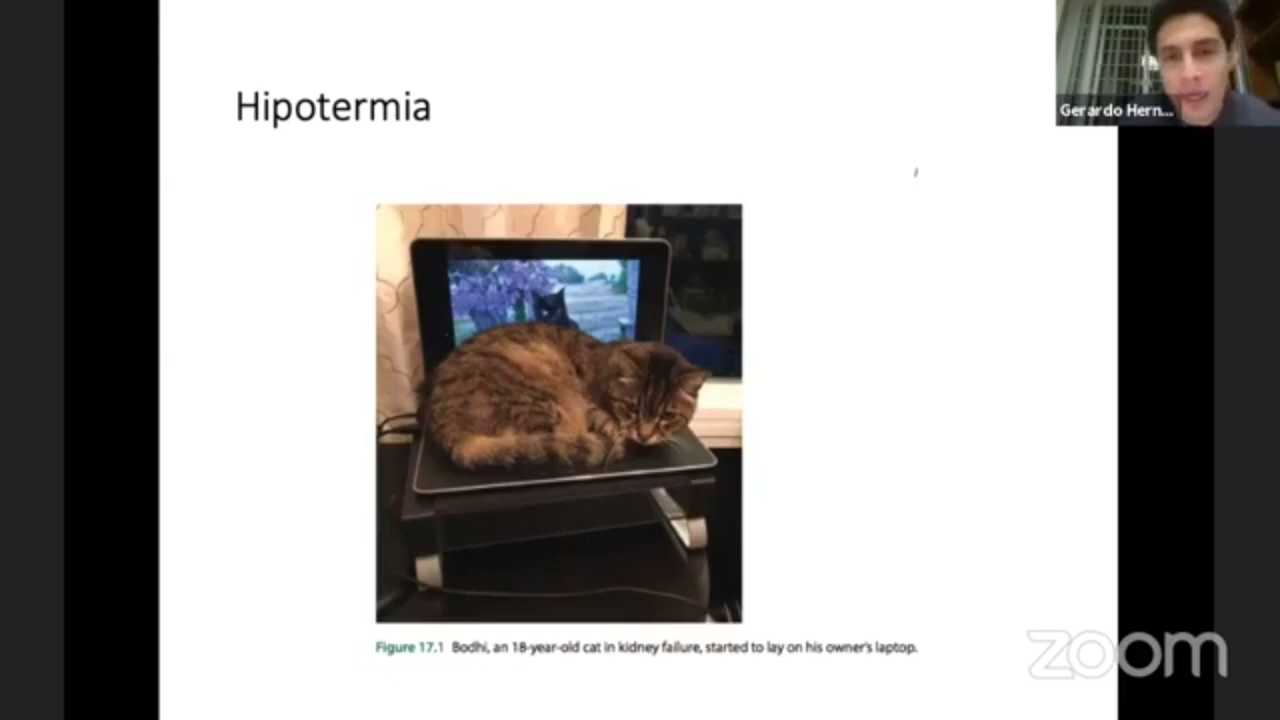 Hipotermia
Gerardo Hern...
Figure 17.1 Bodhi, an 18-year-old cat in kidney failure, started to lay on his owner's laptop.
zoom